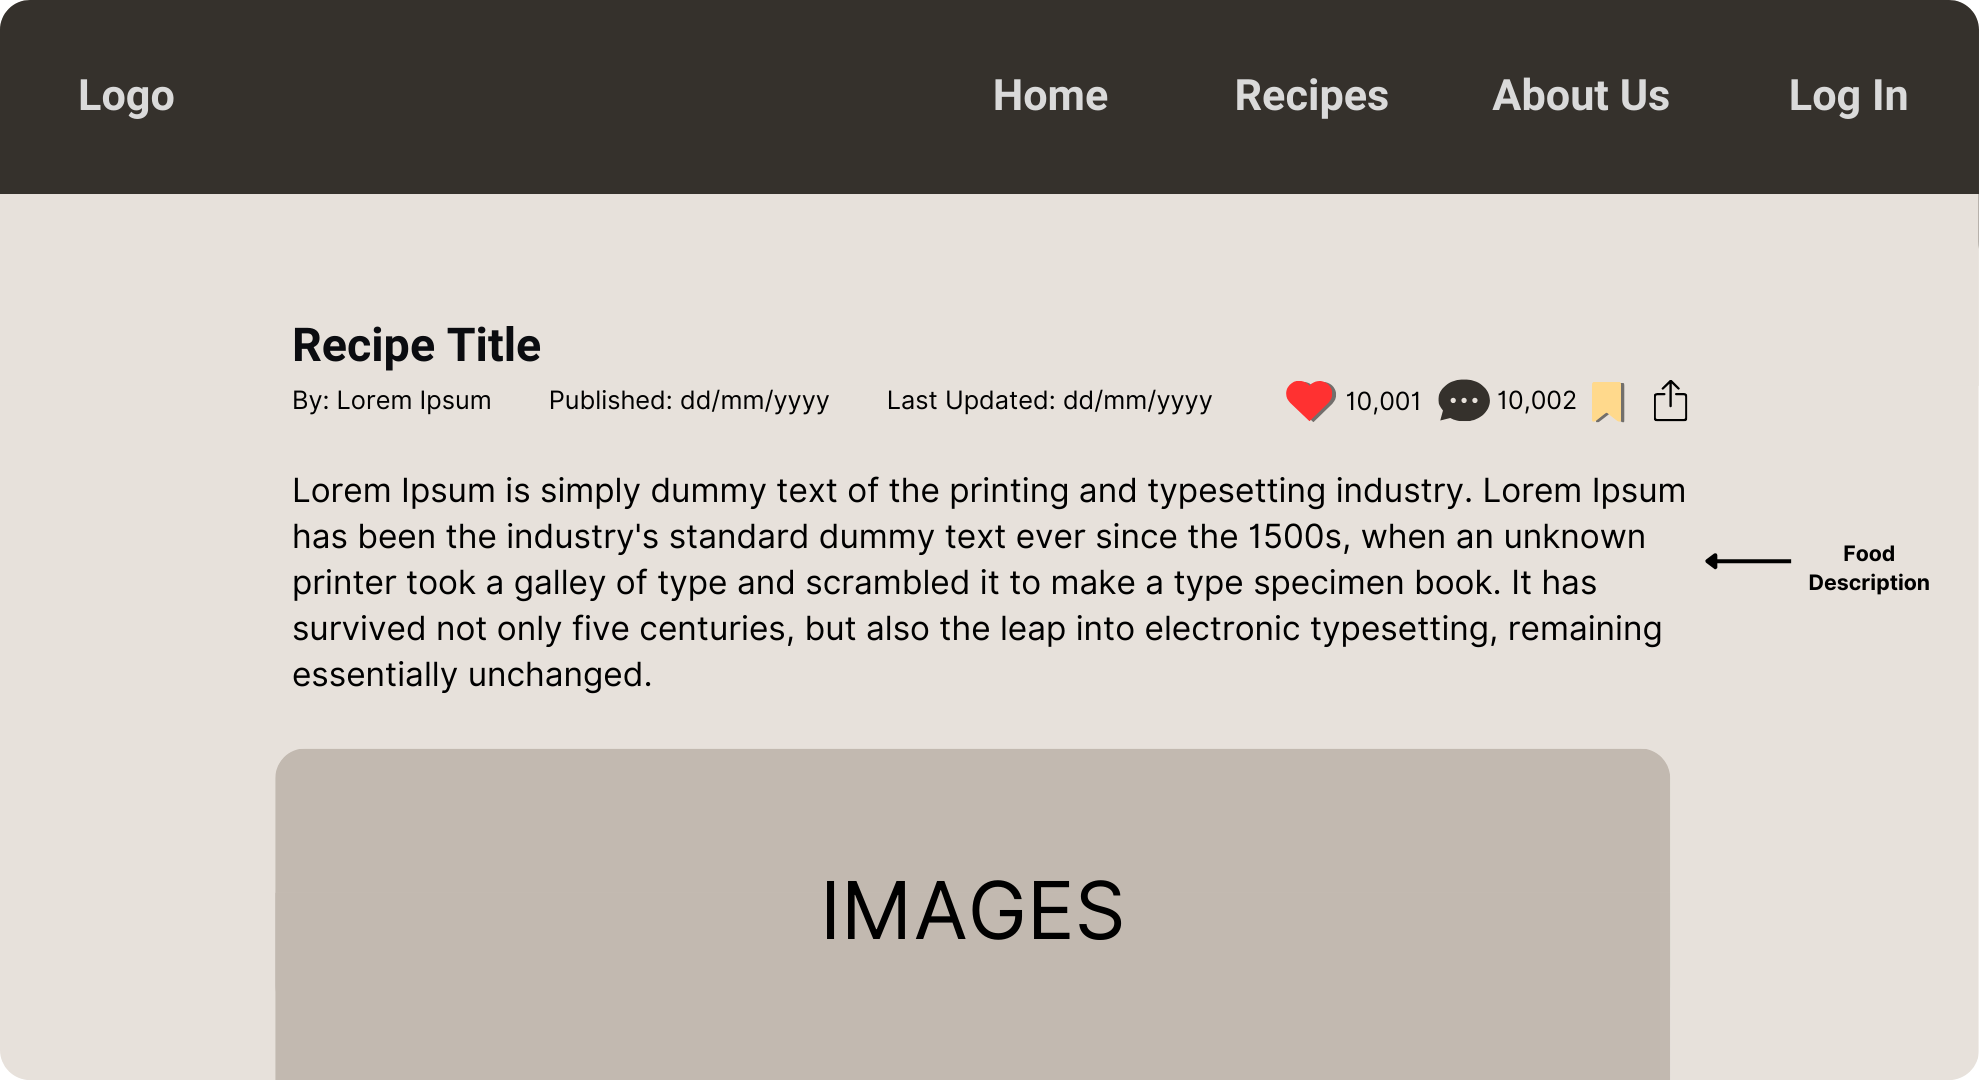 Logo Home Recipes About Us Log In
Recipe Title
By: Lorem Ipsum Published: dd/mm/yyyy Last Updated: dd/mm/yyyy 10,001 10,002
Lorem Ipsum is simply dummy text of the printing and typesetting industry. Lorem Ipsum
has been the industry's standard dummy text ever since the 1500s, when an unknown
printer took a galley of type and scrambled it to make a type specimen book. It has
survived not only five centuries, but also the leap into electronic typesetting, remaining
essentially unchanged.
Food
Description
IMAGES